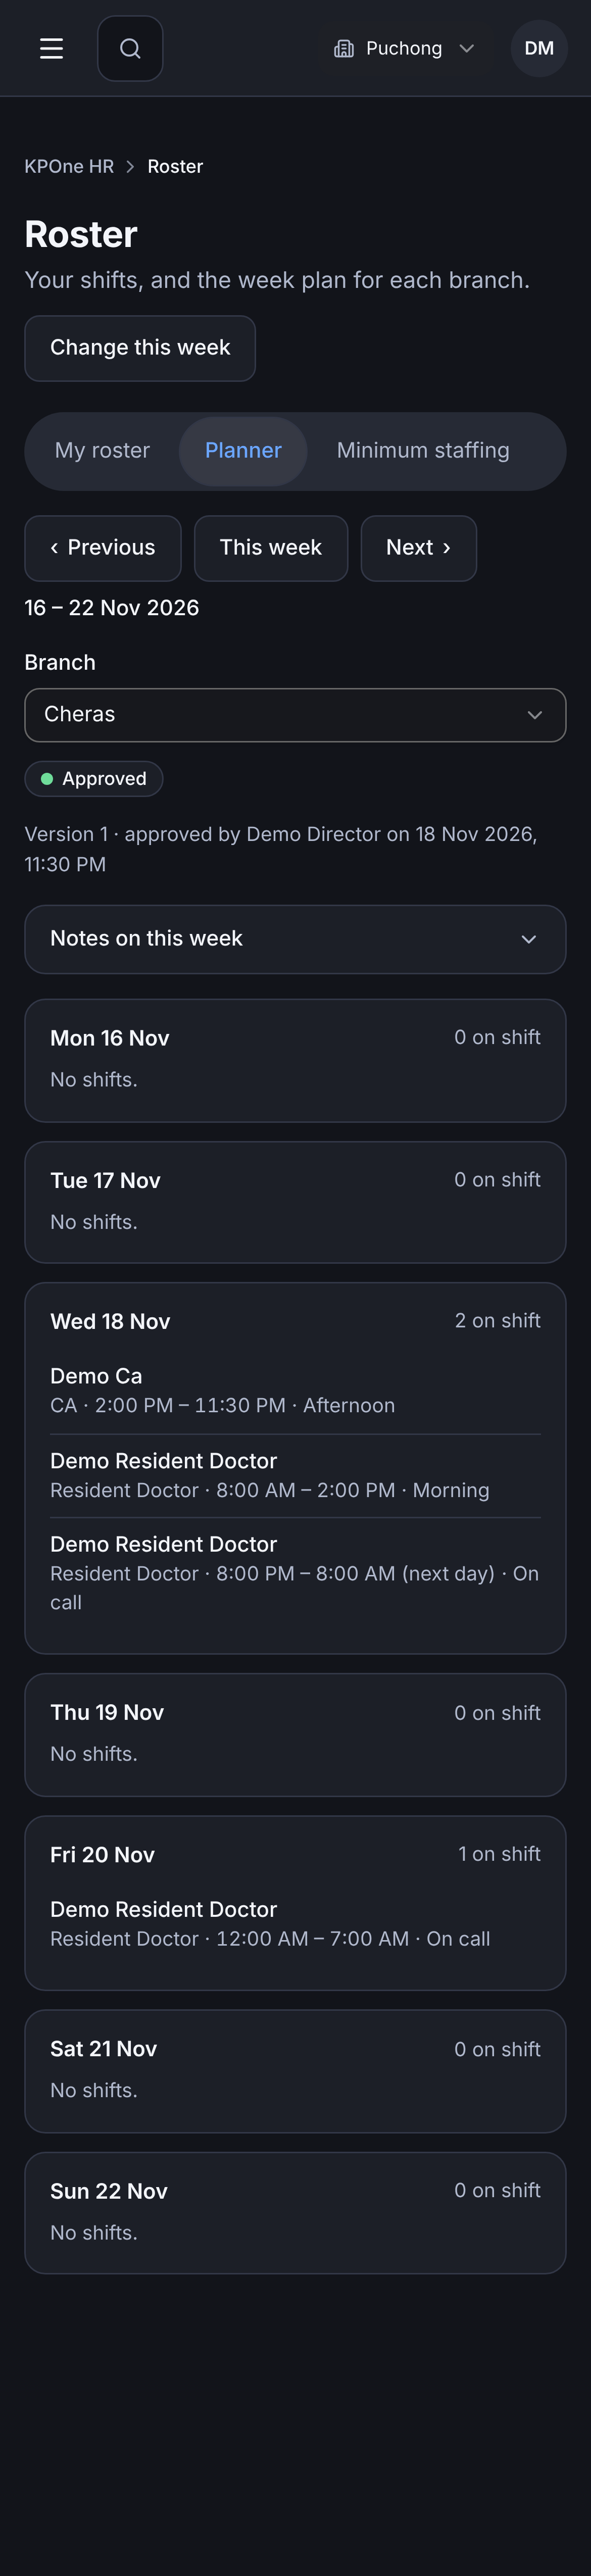 Puchong
DM
KPOne HR > Roster
Roster
Your shifts, and the week plan for each branch.
Change this week
My roster Planner Minimum staffing
‹ Previous This week Next ›
16 – 22 Nov 2026
Branch
Cheras
Approved
Version 1 · approved by Demo Director on 18 Nov 2026,
11:30 PM
Notes on this week
Mon 16 Nov 0 on shift
No shifts.
Tue 17 Nov 0 on shift
No shifts.
Wed 18 Nov 2 on shift
Demo Ca
CA · 2:00 PM – 11:30 PM · Afternoon
Demo Resident Doctor
Resident Doctor · 8:00 AM – 2:00 PM · Morning
Demo Resident Doctor
Resident Doctor · 8:00 PM – 8:00 AM (next day) · On
call
Thu 19 Nov 0 on shift
No shifts.
Fri 20 Nov 1 on shift
Demo Resident Doctor
Resident Doctor · 12:00 AM – 7:00 AM · On call
Sat 21 Nov 0 on shift
No shifts.
Sun 22 Nov 0 on shift
No shifts.